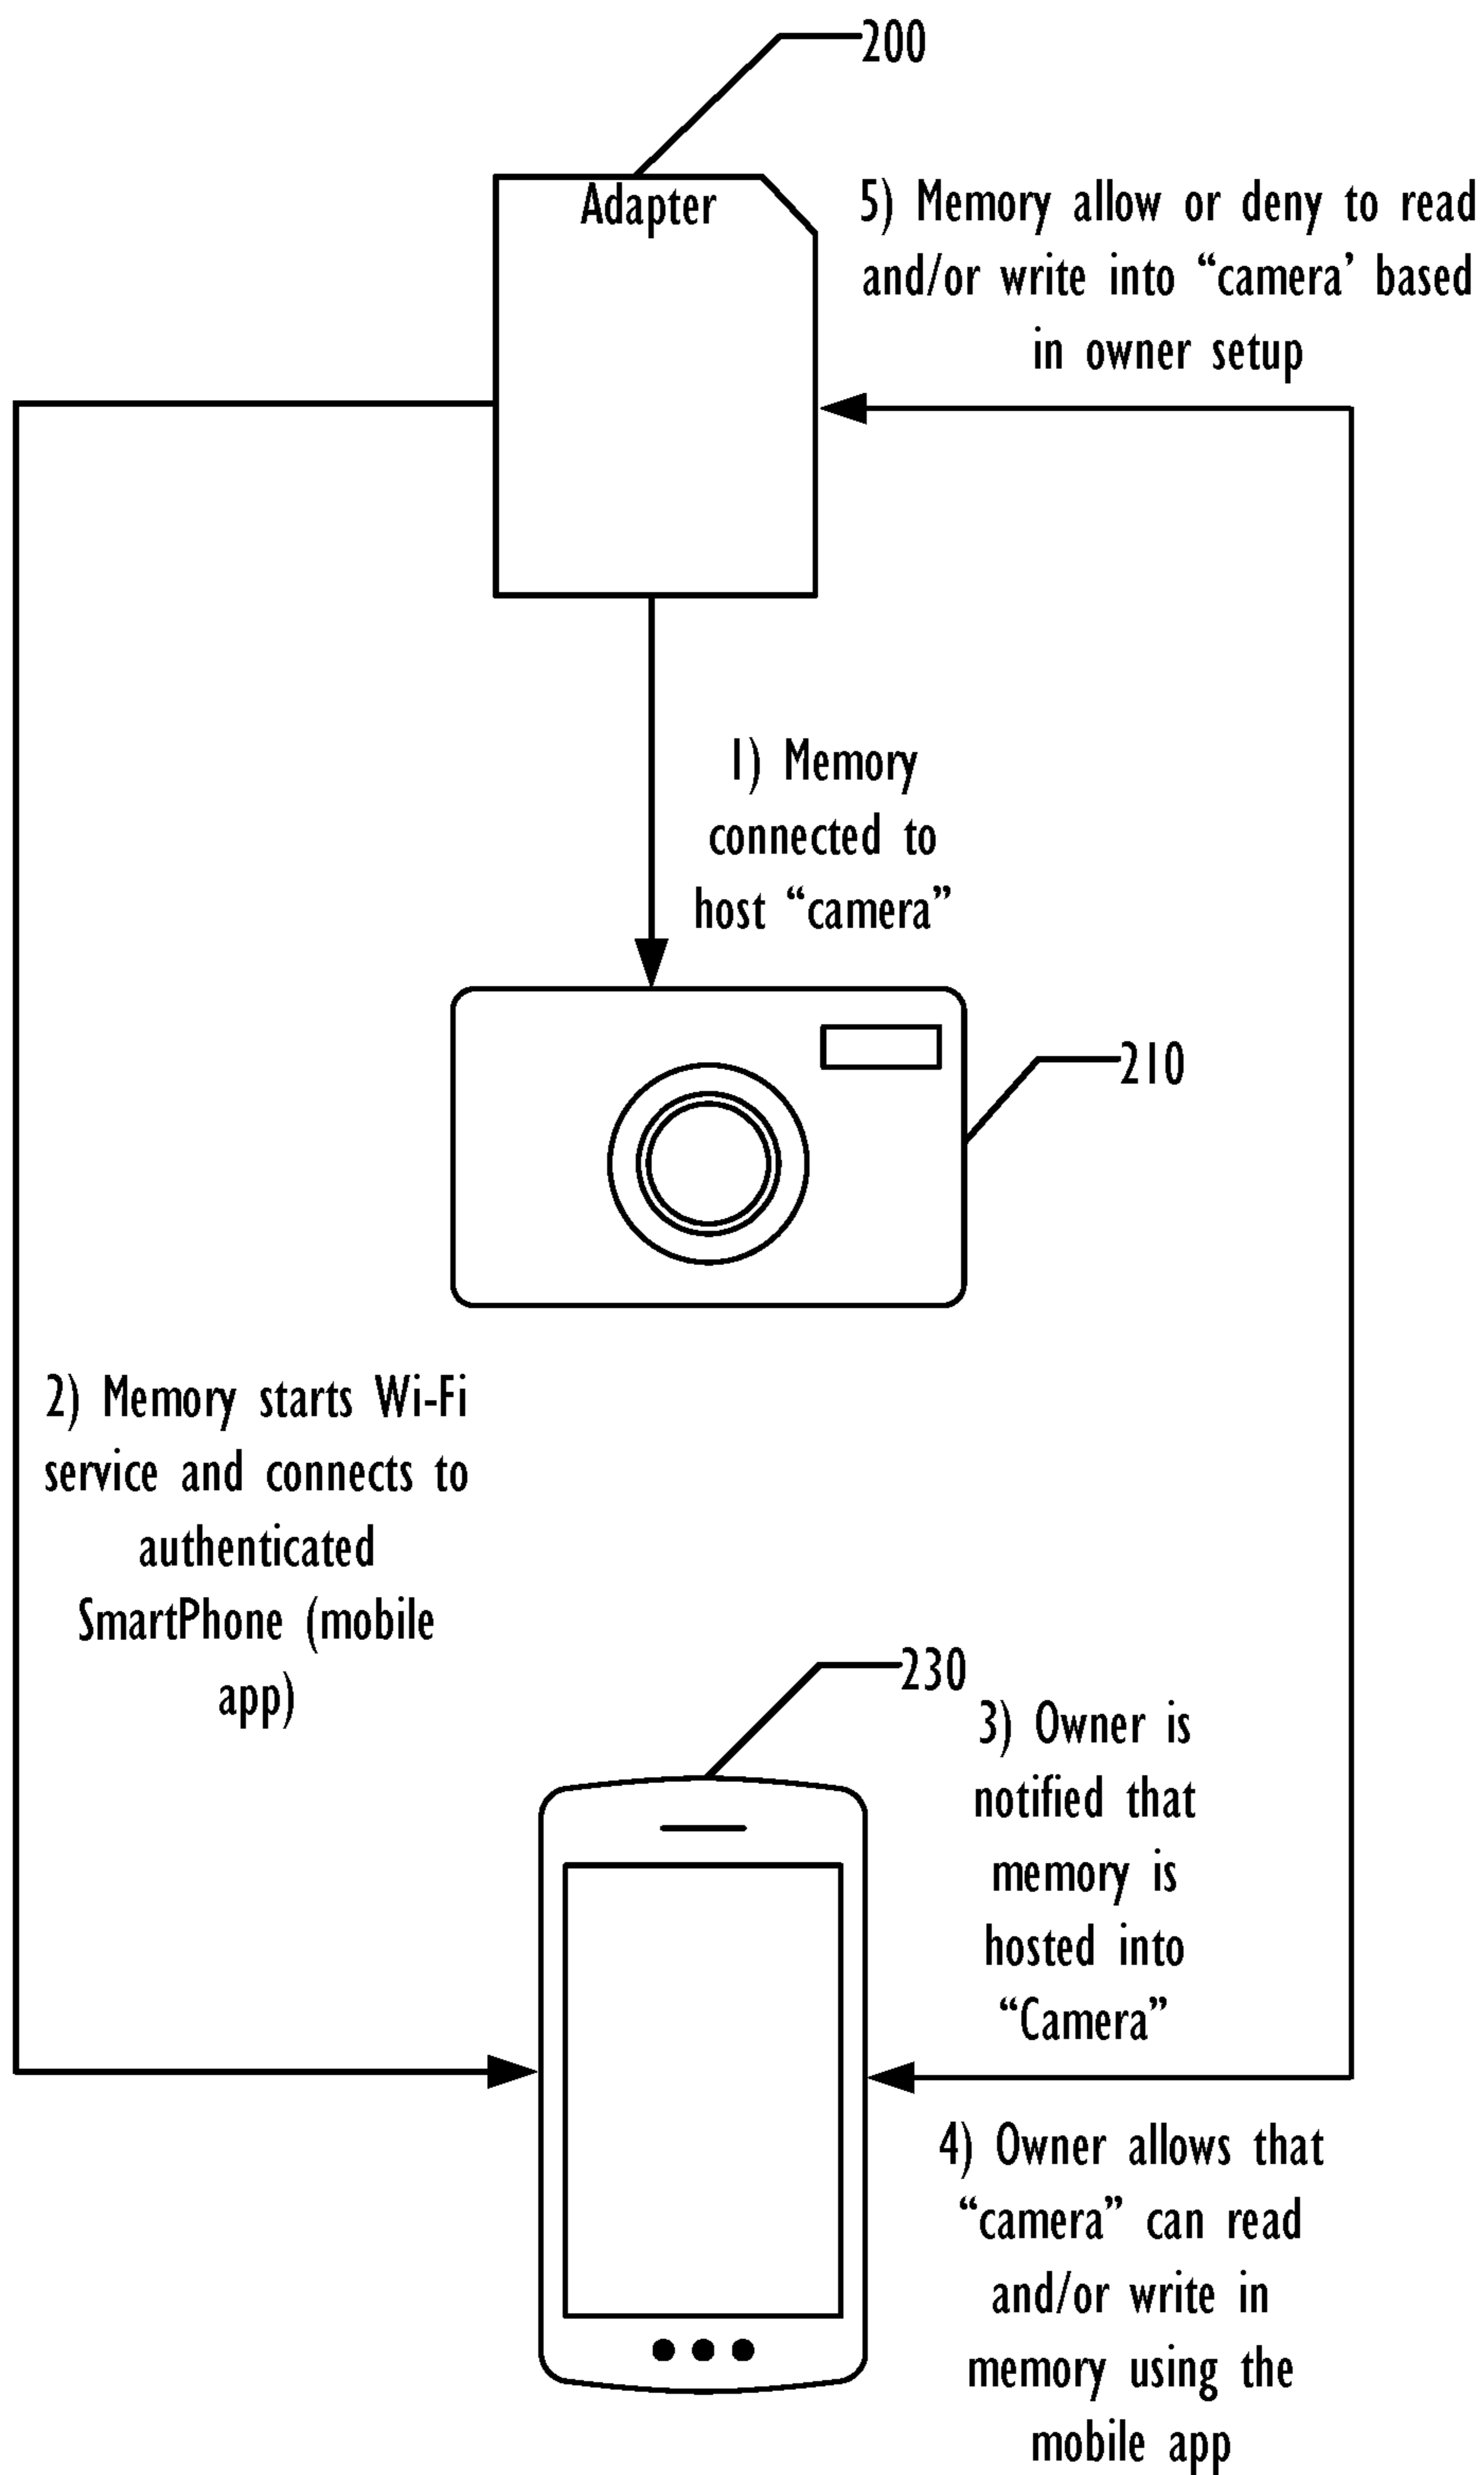 200
Adapter
5) Memory allow or deny to read
and/or write into “camera’ based
in owner setup
1) Memory
connected to
host “camera”
210
2) Memory starts Wi-Fi
service and connects to
authenticated
SmartPhone (mobile
app)
230
3) Owner is
notified that
memory is
hosted into
“Camera”
4) Owner allows that
“camera” can read
and/or write in
memory using the
mobile app